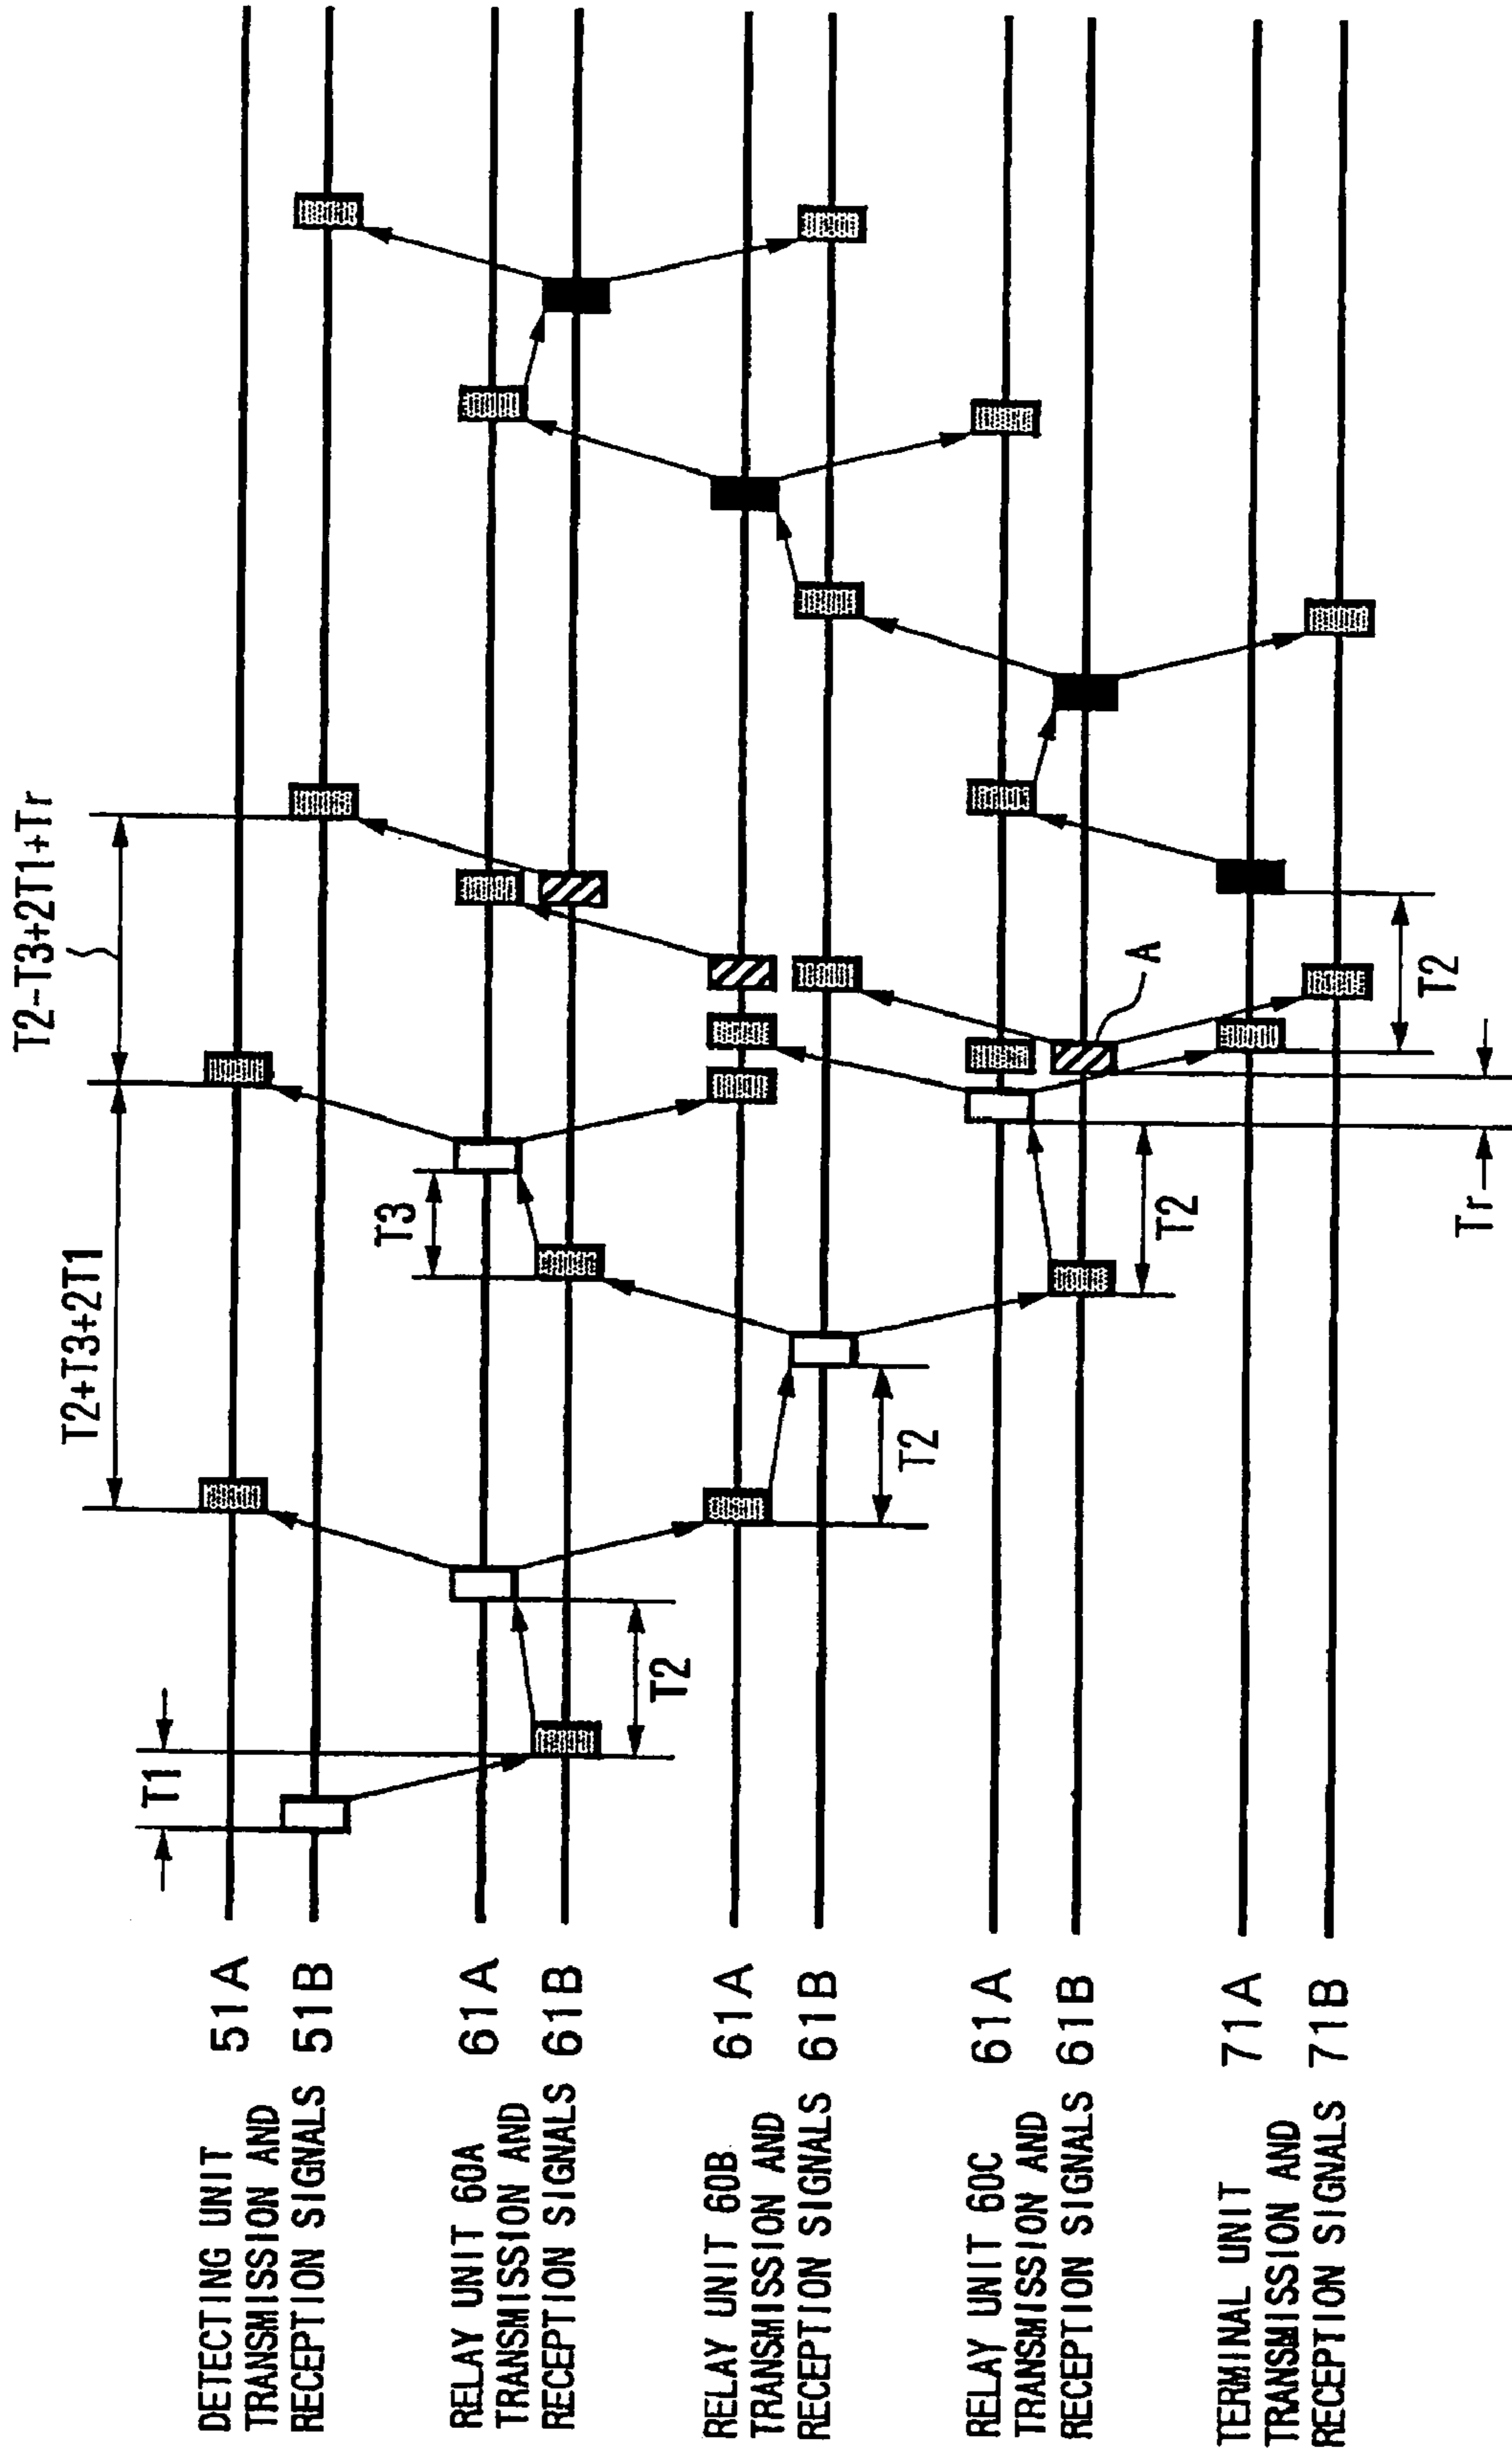 T2+T3+2T1
T2-T3+2T1+Tr
T1
T3
T2
T2
T2
T2
Tr
A
DETECTING UNIT
TRANSMISSION AND 51A
RECEPTION SIGNALS 51B
RELAY UNIT 60A
TRANSMISSION AND 61A
RECEPTION SIGNALS 61B
RELAY UNIT 60B
TRANSMISSION AND 61A
RECEPTION SIGNALS 61B
RELAY UNIT 60C
TRANSMISSION AND 61A
RECEPTION SIGNALS 61B
TERMINAL UNIT
TRANSMISSION AND 71A
RECEPTION SIGNALS 71B